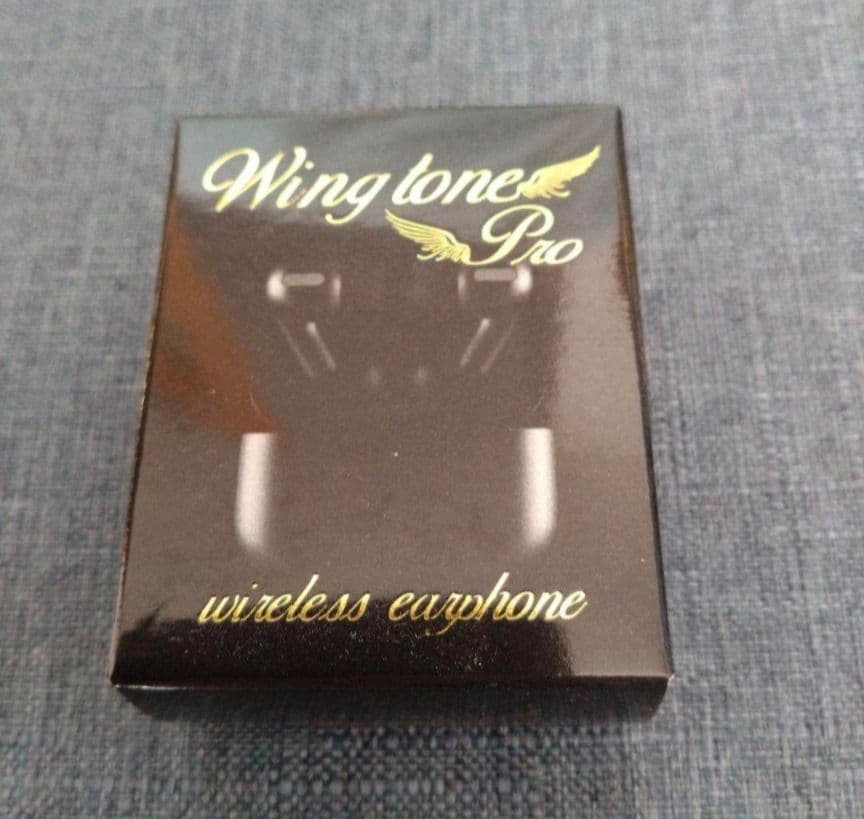 Wing tone
Pro
wireless earphone